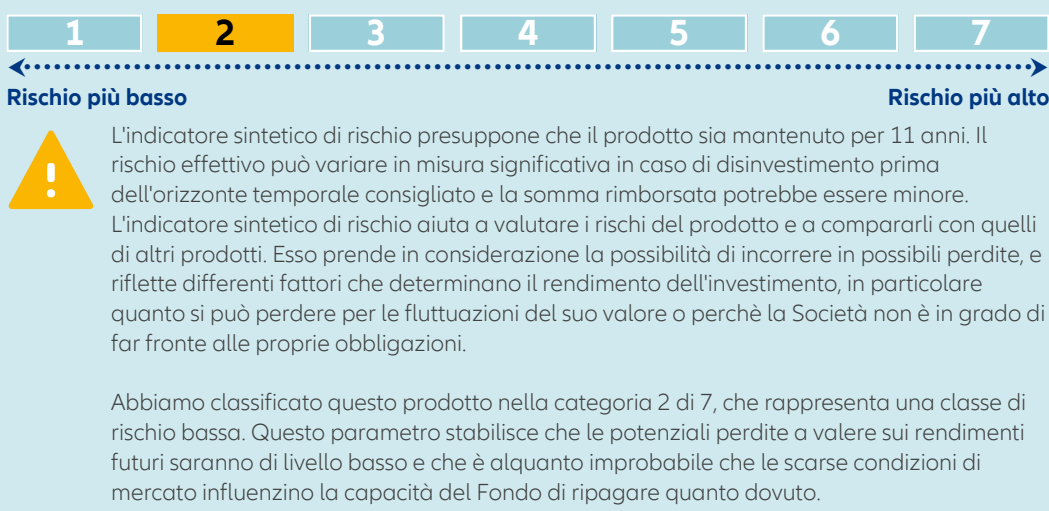 1 2 3 4 5 6 7
Rischio più basso Rischio più alto
L'indicatore sintetico di rischio presuppone che il prodotto sia mantenuto per 11 anni. Il
rischio effettivo può variare in misura significativa in caso di disinvestimento prima
dell'orizzonte temporale consigliato e la somma rimborsata potrebbe essere minore.
L'indicatore sintetico di rischio aiuta a valutare i rischi del prodotto e a compararli con quelli
di altri prodotti. Esso prende in considerazione la possibilità di incorrere in possibili perdite, e
riflette differenti fattori che determinano il rendimento dell'investimento, in particolare
quanto si può perdere per le fluttuazioni del suo valore o perchè la Società non è in grado di
far fronte alle proprie obbligazioni.
Abbiamo classificato questo prodotto nella categoria 2 di 7, che rappresenta una classe di
rischio bassa. Questo parametro stabilisce che le potenziali perdite a valere sui rendimenti
futuri saranno di livello basso e che è alquanto improbabile che le scarse condizioni di
mercato influenzino la capacità del Fondo di ripagare quanto dovuto.